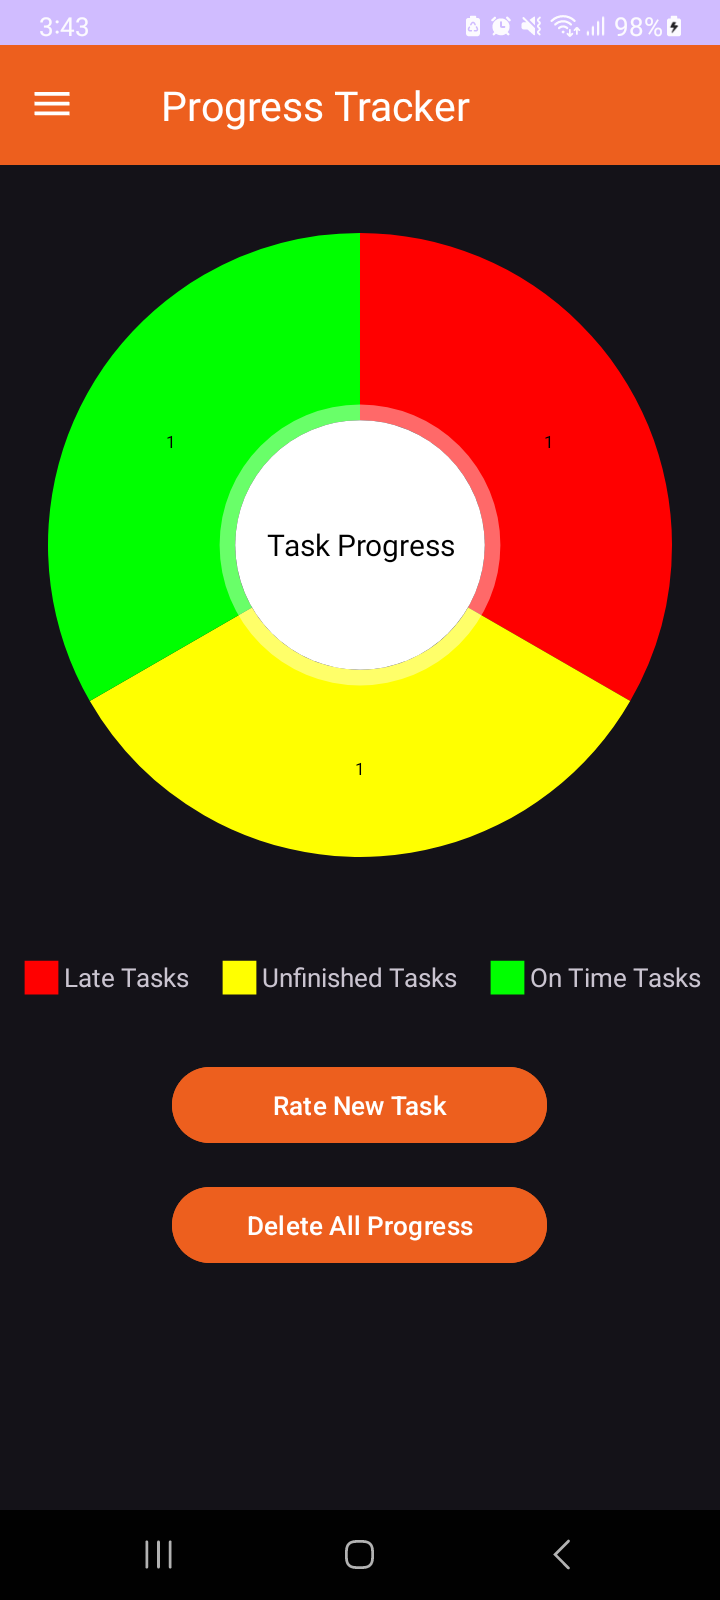 3:43
98%
Progress Tracker
1
1
Task Progress
1
Late Tasks
Unfinished Tasks
On Time Tasks
Rate New Task
Delete All Progress